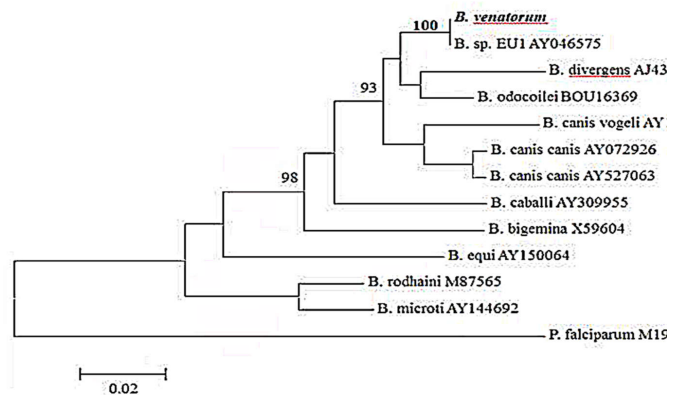 100
B. venatorum
B. sp. EU1 AY046575
B. divergens AJ43
93
B. odocoilei BOU16369
B. canis vogeli AY
B. canis canis AY072926
B. canis canis AY527063
98
B. caballi AY309955
B. bigemina X59604
B. equi AY150064
B. rodhaini M87565
B. microti AY144692
P. falciparum M19
0.02